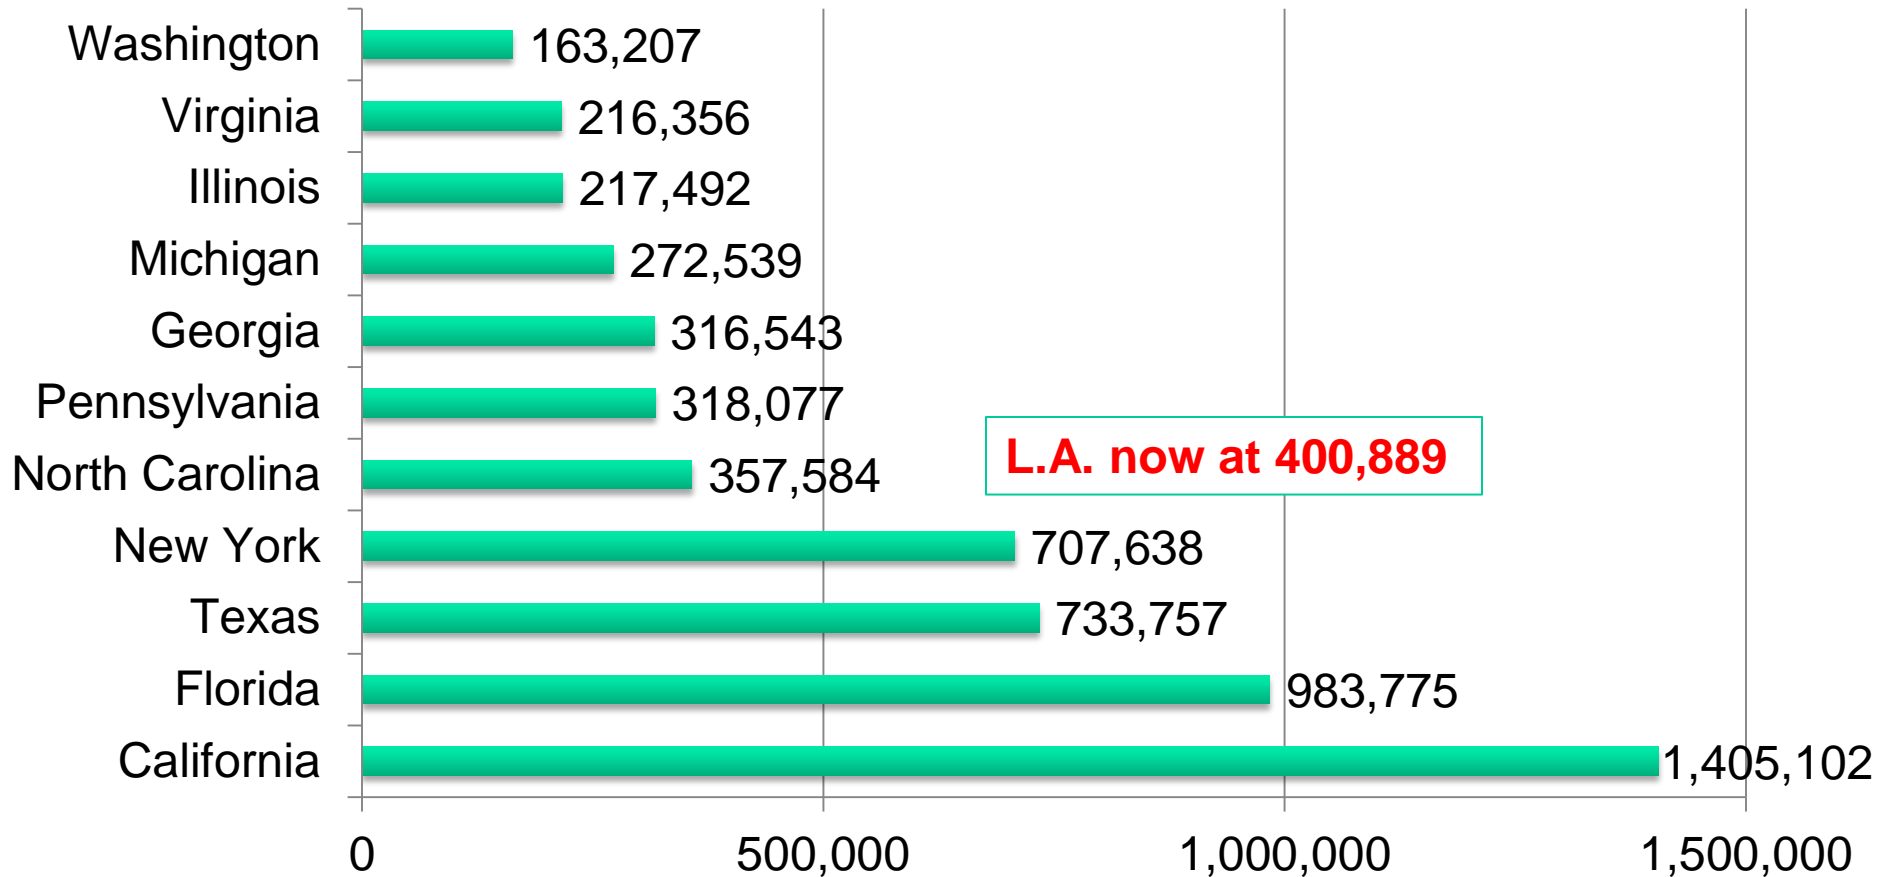 Washington 163,207
Virginia 216,356
Illinois 217,492
Michigan 272,539
Georgia 316,543
Pennsylvania 318,077
L.A. now at 400,889
North Carolina 357,584
New York 707,638
Texas 733,757
Florida 983,775
California 1,405,102
0 500,000 1,000,000 1,500,000